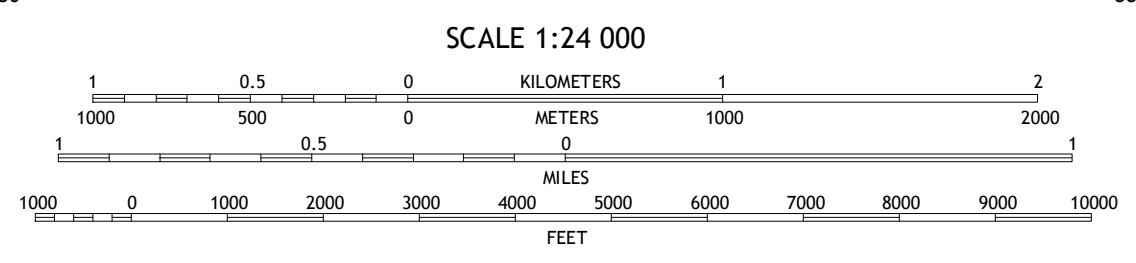 SCALE 1:24 000
1 0.5 0 KILOMETERS 1 2
1000 500 0 METERS 1000 2000
1 0.5 0 1
MILES
1000 0 1000 2000 3000 4000 5000 6000 7000 8000 9000 10000
FEET